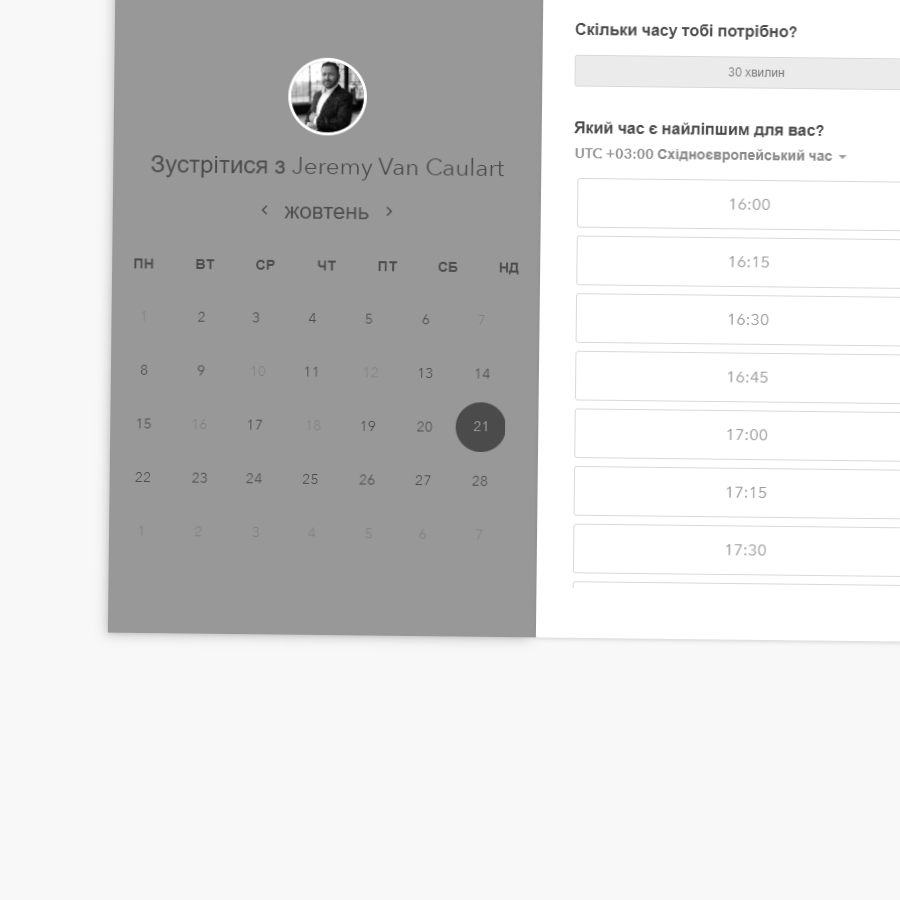 Зустрітися з Jeremy Van Caulart
жовтень
ПН ВТ СР ЧТ ПТ СБ НД
1 2 3 4 5 6 7
8 9 10 11 12 13 14
15 16 17 18 19 20 21
22 23 24 25 26 27 28
1 2 3 4 5 6 7
Скільки часу тобі потрібно?
30 хвилин
Який час є найліпшим для вас?
UTC +03:00 Східноєвропейський час
16:00
16:15
16:30
16:45
17:00
17:15
17:30